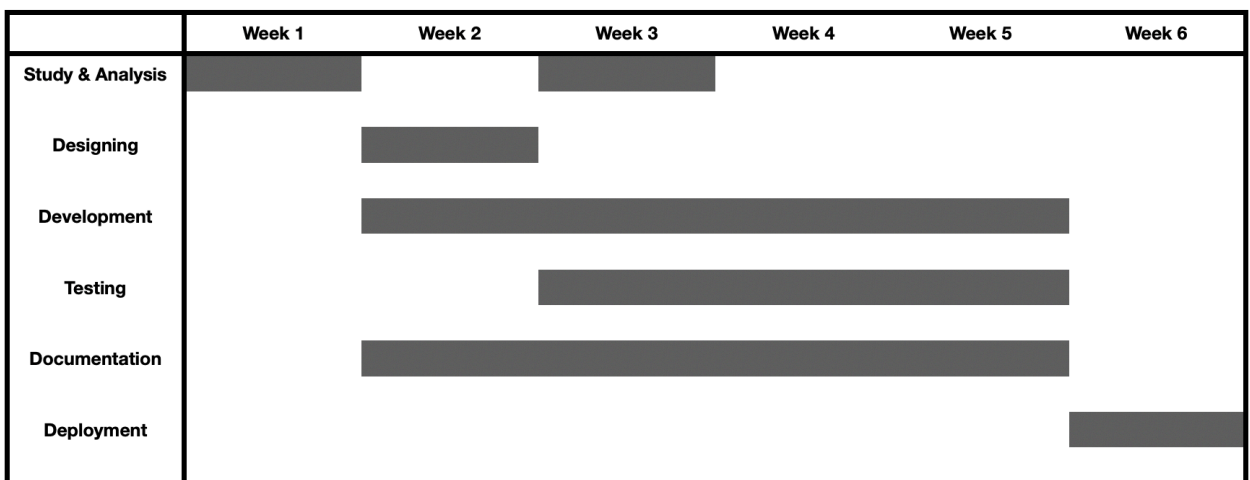 Week 1 Week 2 Week 3 Week 4 Week 5 Week 6
Study & Analysis
Designing
Development
Testing
Documentation
Deployment